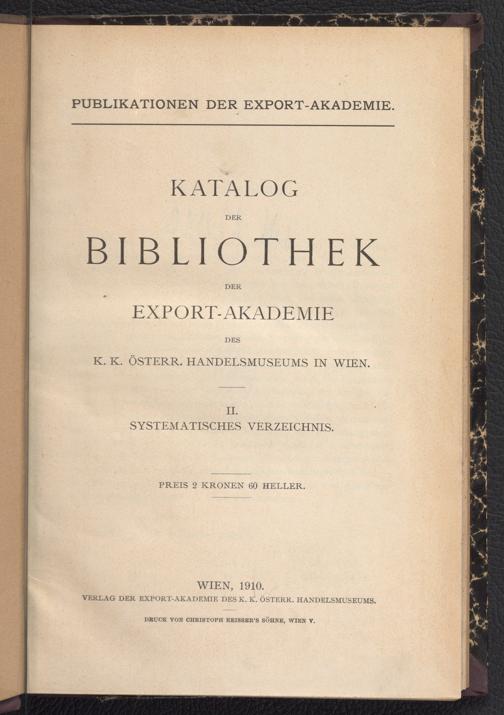 PUBLIKATIONEN DER EXPORT-AKADEMIE.
KATALOG
DER
BIBLIOTHEK
DER
EXPORT-AKADEMIE
DES
K. K. ÖSTERR. HANDELSMUSEUMS IN WIEN.
II.
SYSTEMATISCHES VERZEICHNIS.
PREIS 2 KRONEN 60 HELLER.
WIEN, 1910.
VERLAG DER EXPORT-AKADEMIE DES K. K. ÖSTERR. HANDELSMUSEUMS.
DRUCK VON CHRISTOPH REISSER'S SÖHNE, WIEN V.